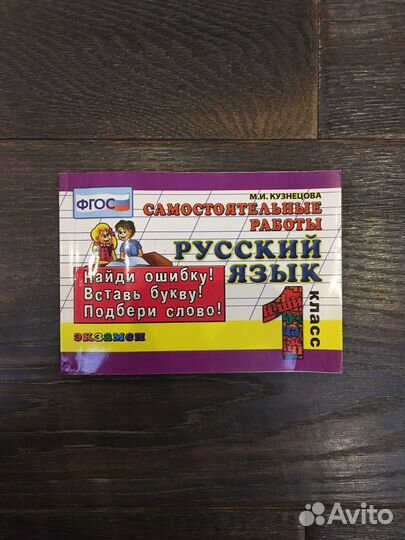 М.И. КУЗНЕЦОВА
ФГОС
САМОСТОЯТЕЛЬНЫЕ
РАБОТЫ
РУССКИЙ
ЯЗЫК
Найди ошибку!
Вставь букву!
Подбери слово!
1
класс
экзамен
Avito